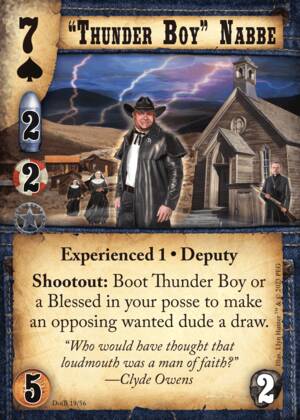 7
"Thunder Boy" Nabbe
2
2
Experienced 1 • Deputy
Shootout: Boot Thunder Boy or
a Blessed in your posse to make
an opposing wanted dude a draw.
"Who would have thought that
loudmouth was a man of faith?"
—Clyde Owens
5
DotB 19/56
2